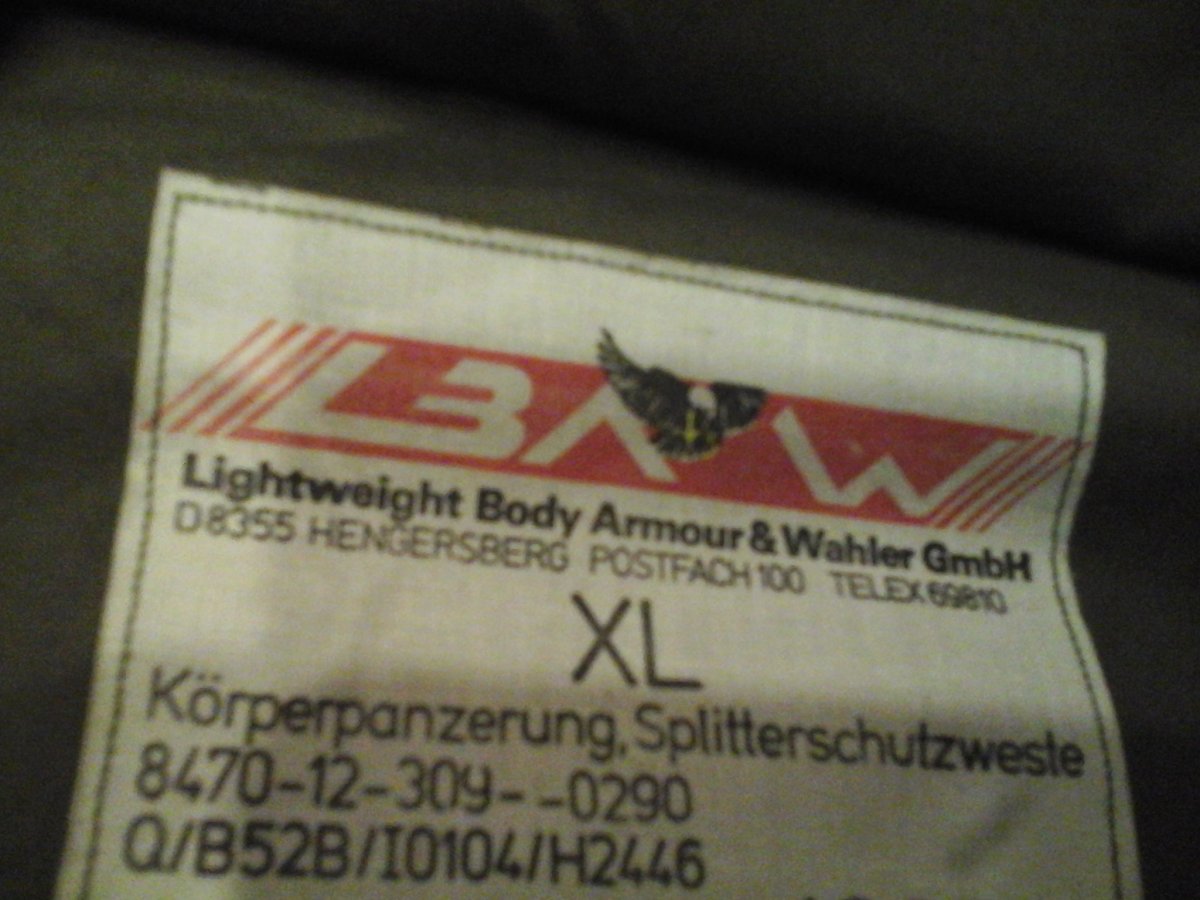 LBAW
Lightweight Body Armour & Wahler GmbH
D8355 HENGERSBERG POSTFACH 100 TELEX 69810
XL
Körperpanzerung, Splitterschutzweste
8470-12-309--0290
Q/B52B/I0104/H2446